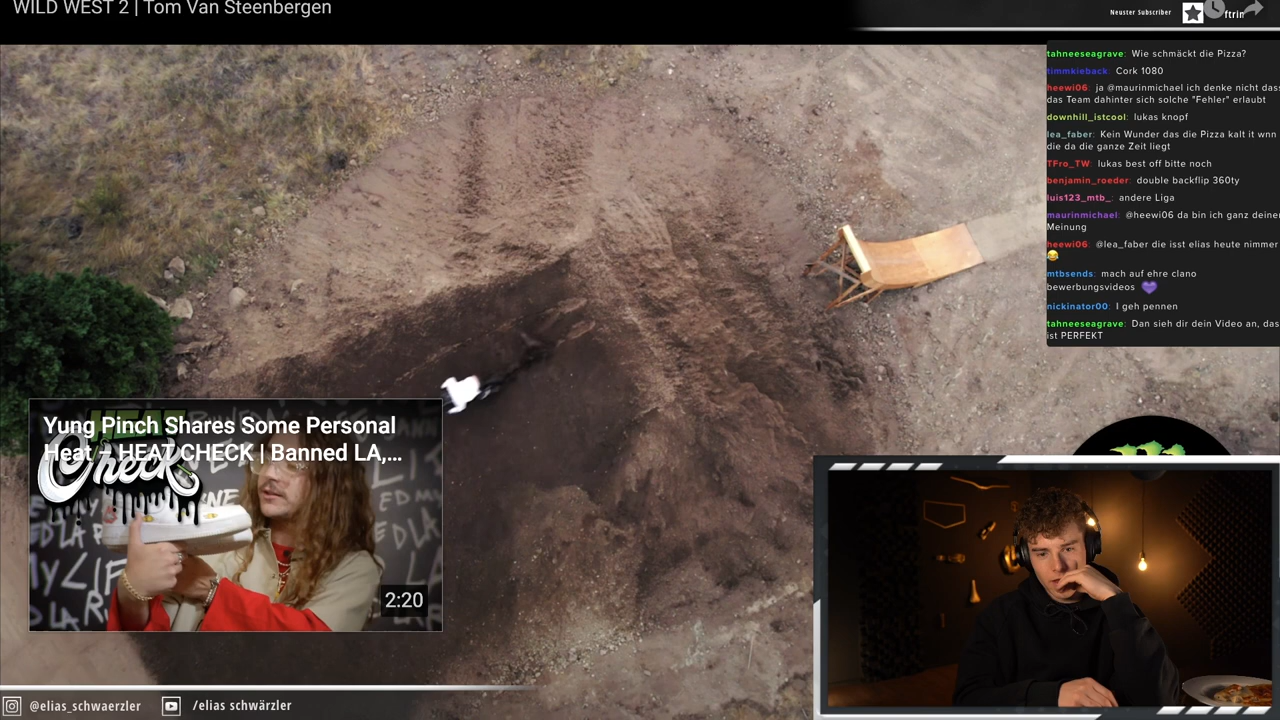 WILD WEST 2 | Tom Van Steenbergen
Neuster Subscriber
ftrin
tahneeseagrave: Wie schmäckt die Pizza?
timmkieback: Cork 1080
heewi06: ja @maurinmichael ich denke nicht dass
das Team dahinter sich solche "Fehler" erlaubt
downhill_istcool: lukas knopf
lea_faber: Kein Wunder das die Pizza kalt it wnn
die da die ganze Zeit liegt
TFro_TW: lukas best off bitte noch
benjamin_roeder: double backflip 360ty
luis123_mtb_: andere Liga
maurinmichael: @heewi06 da bin ich ganz deine
Meinung
heewi06: @lea_faber die isst elias heute nimmer
😂
mtbsends: mach auf ehre clano
bewerbungsvideos 💜
nickinator00: I geh pennen
tahneeseagrave: Dan sieh dir dein Video an, das
ist PERFEKT
Yung Pinch Shares Some Personal
Heat – HEAT CHECK | Banned LA,...
HEAT
Check
2:20
@elias_schwaerzler
/elias schwärzler